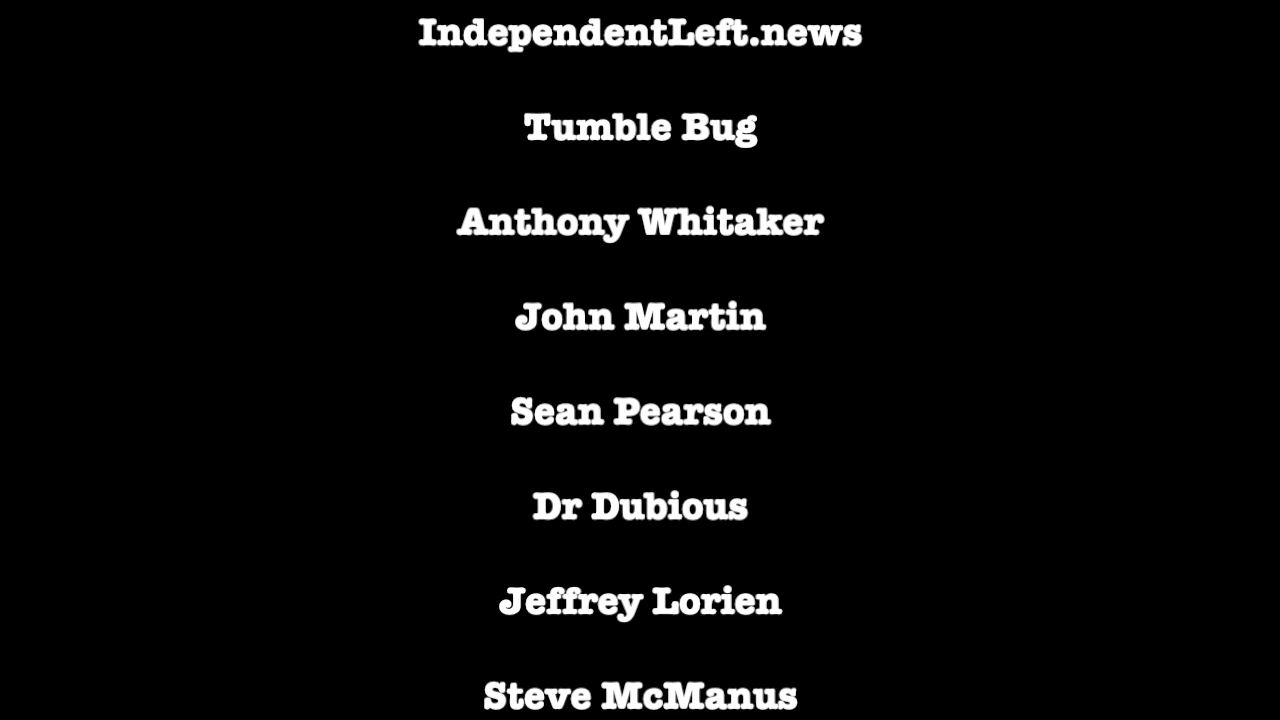 IndependentLeft.news
Tumble Bug
Anthony Whitaker
John Martin
Sean Pearson
Dr Dubious
Jeffrey Lorien
Steve McManus